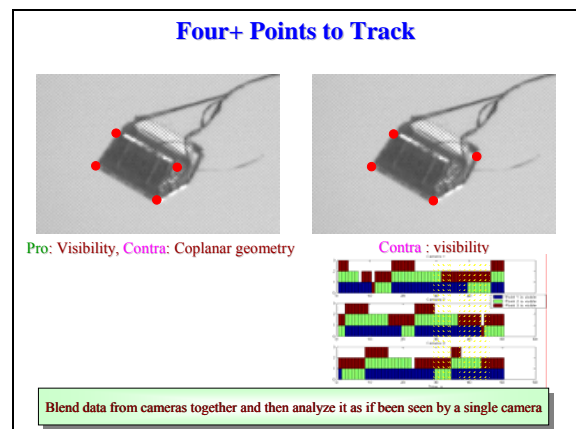 Four+ Points to Track
Pro: Visibility, Contra: Coplanar geometry
Contra : visibility
Blend data from cameras together and then analyze it as if been seen by a single camera